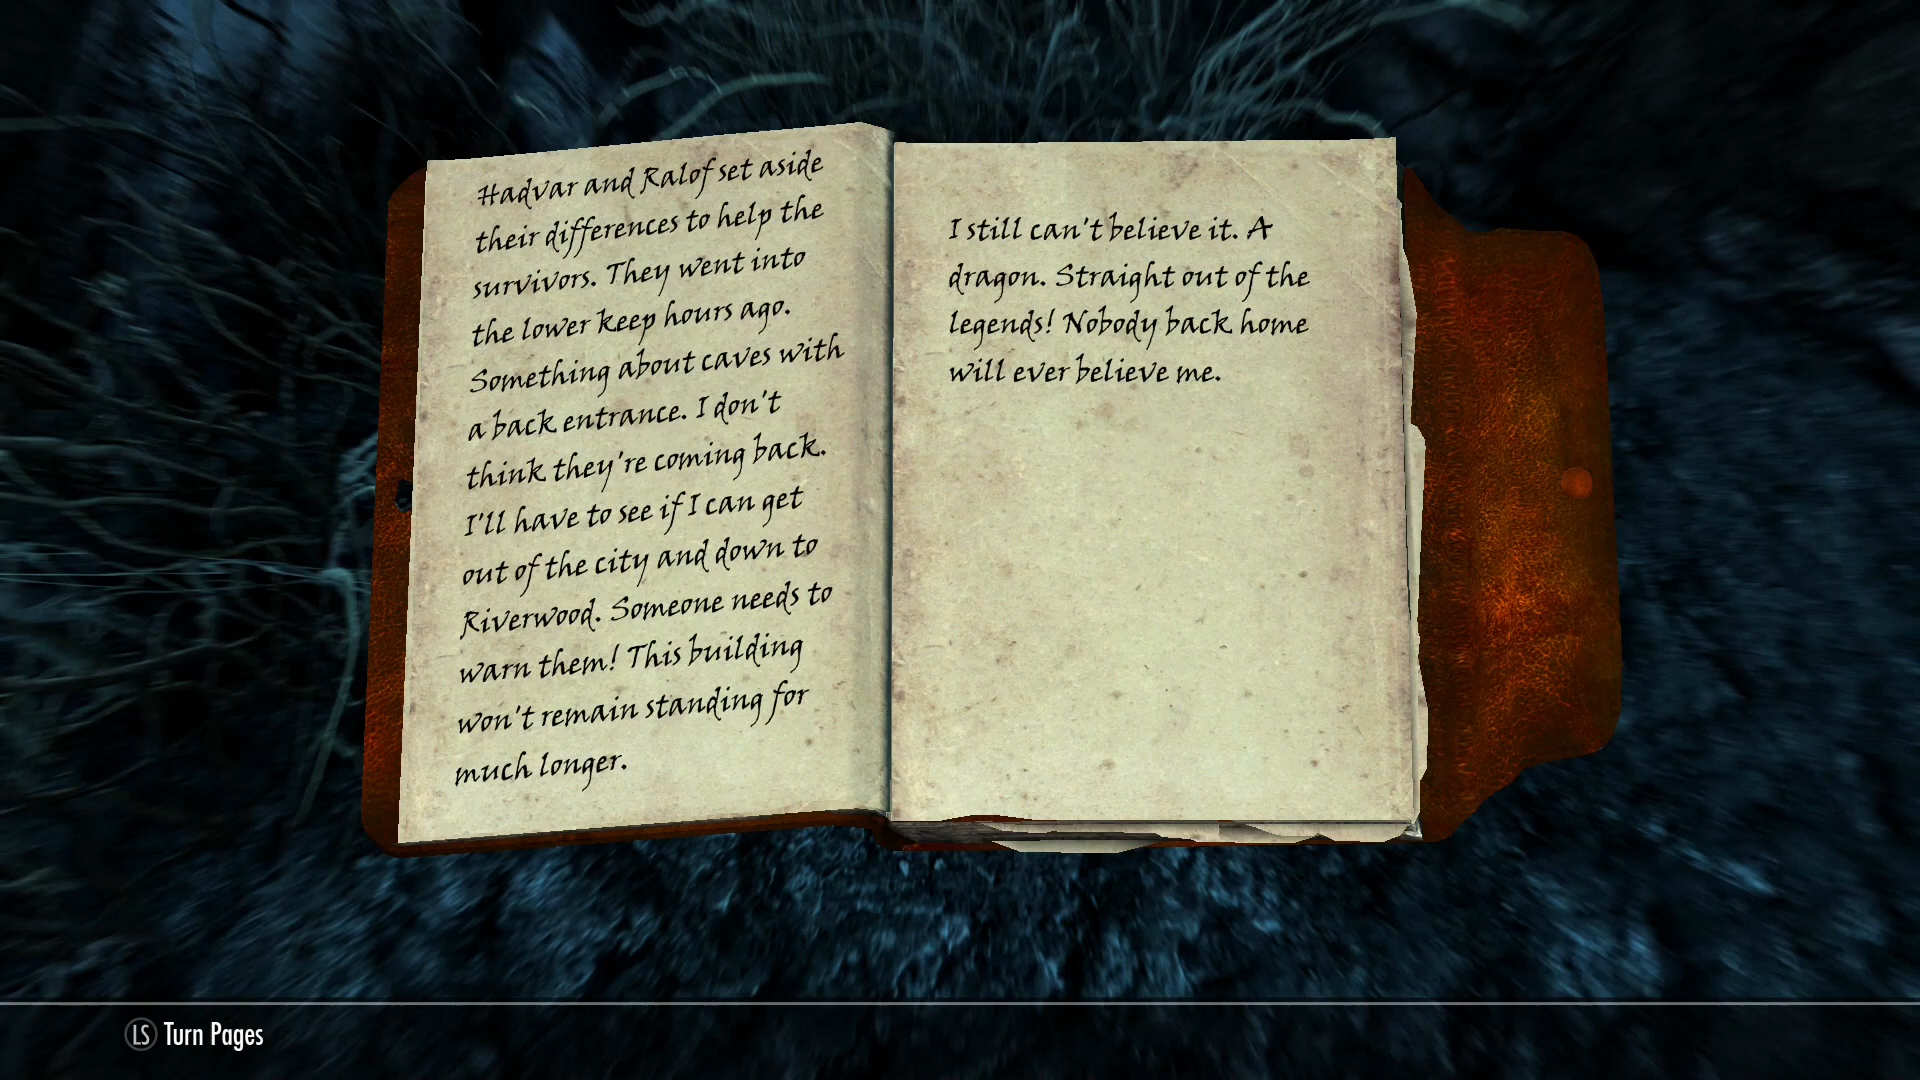 Hadvar and Ralof set aside
their differences to help the
survivors. They went into
the lower keep hours ago.
Something about caves with
a back entrance. I don't
think they're coming back.
I'll have to see if I can get
out of the city and down to
Riverwood. Someone needs to
warn them! This building
won't remain standing for
much longer.
I still can't believe it. A
dragon. Straight out of the
legends! Nobody back home
will ever believe me.
LS Turn Pages